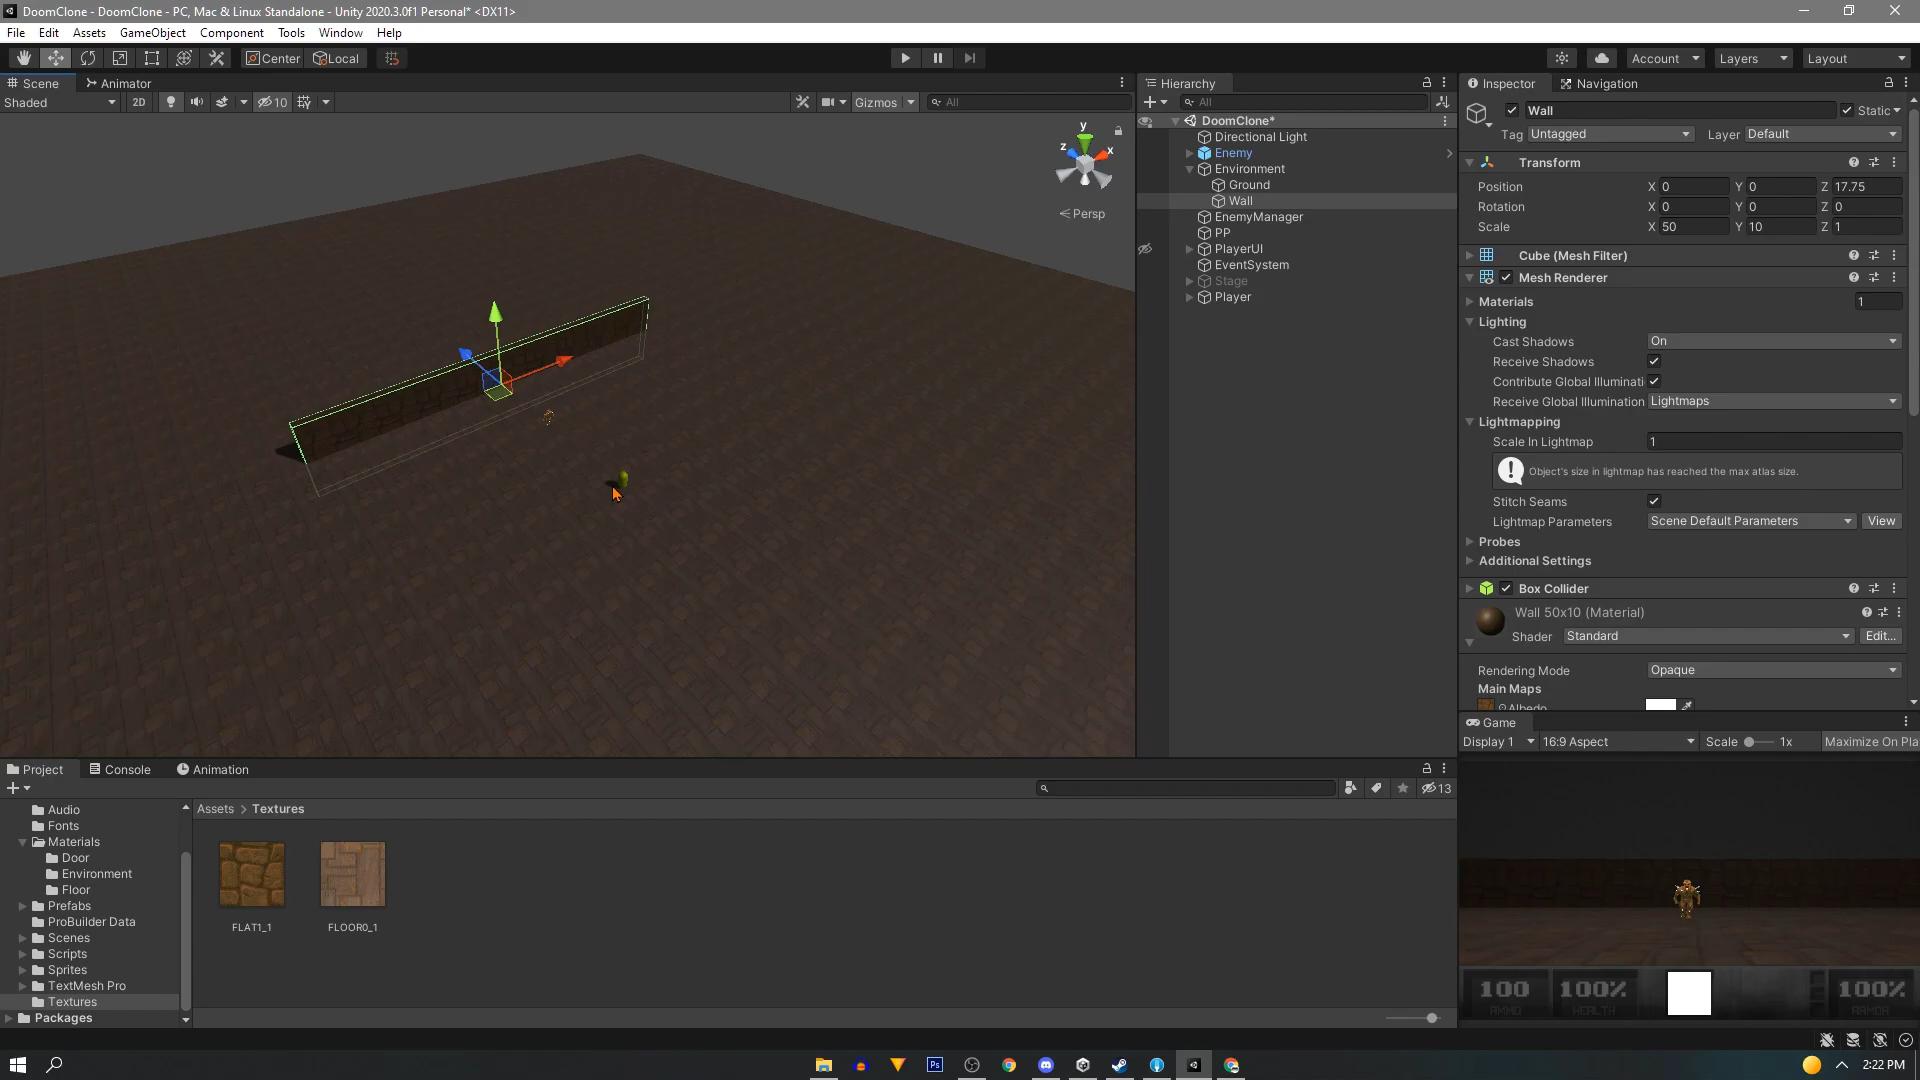 DoomClone - DoomClone - PC, Mac & Linux Standalone - Unity 2020.3.0f1 Personal* <DX11>
File Edit Assets GameObject Component Tools Window Help
Center Local Account Layers Layout
Scene Animator
Shaded 2D 10 Gizmos All
y
z x
Persp
Hierarchy
All
DoomClone*
Directional Light
Enemy
Environment
Ground
Wall
EnemyManager
PP
PlayerUI
EventSystem
Stage
Player
Inspector Navigation
Wall Static
Tag Untagged Layer Default
Transform
Position X 0 Y 0 Z 17.75
Rotation X 0 Y 0 Z 0
Scale X 50 Y 10 Z 1
Cube (Mesh Filter)
Mesh Renderer
Materials 1
Lighting
Cast Shadows On
Receive Shadows
Contribute Global Illuminati
Receive Global Illumination Lightmaps
Lightmapping
Scale In Lightmap 1
Object's size in lightmap has reached the max atlas size.
Stitch Seams
Lightmap Parameters Scene Default Parameters View
Probes
Additional Settings
Box Collider
Wall 50x10 (Material)
Shader Standard Edit...
Rendering Mode Opaque
Main Maps
Albedo
Game
Display 1 16:9 Aspect Scale 1x Maximize On Pla
100 100% 100%
AMMO HEALTH ARMOR
Project Console Animation
13
Audio
Fonts
Materials
Door
Environment
Floor
Prefabs
ProBuilder Data
Scenes
Scripts
Sprites
TextMesh Pro
Textures
Packages
Assets > Textures
FLAT1_1 FLOOR0_1
Ps
2:22 PM